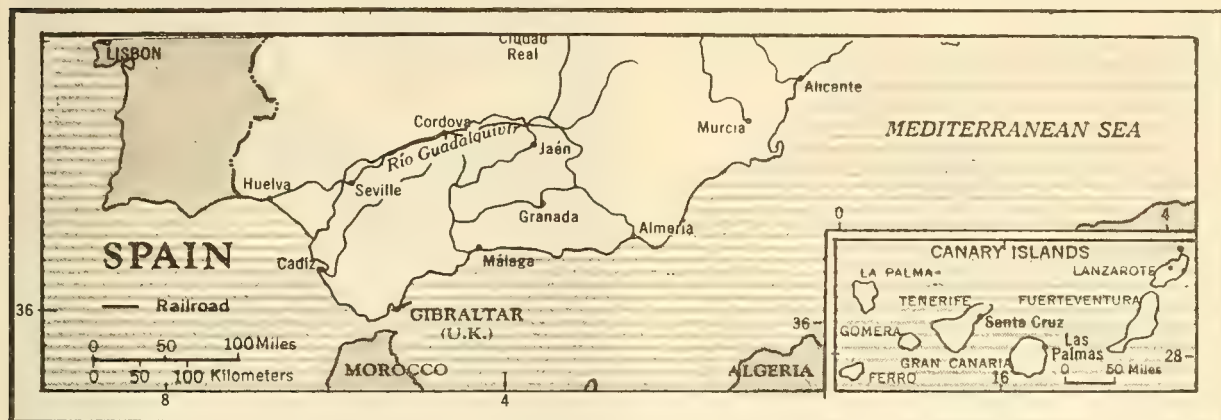 LISBON
Ciudad
Real
Alicante
Cordova
Murcia
MEDITERRANEAN SEA
Río Guadalquivir
Jaén
Huelva
Seville
Granada
Almería
0
4
SPAIN
Cadiz
Málaga
Railroad
36
GIBRALTAR
(U.K.)
36
0 50 100 Miles
0 50 100 Kilometers
MOROCCO
ALGERIA
8
4
CANARY ISLANDS
LA PALMA
LANZAROTE
TENERIFE
FUERTEVENTURA
Santa Cruz
GOMERA
Las
Palmas
GRAN CANARIA
28
FERRO
16
0 50 Miles